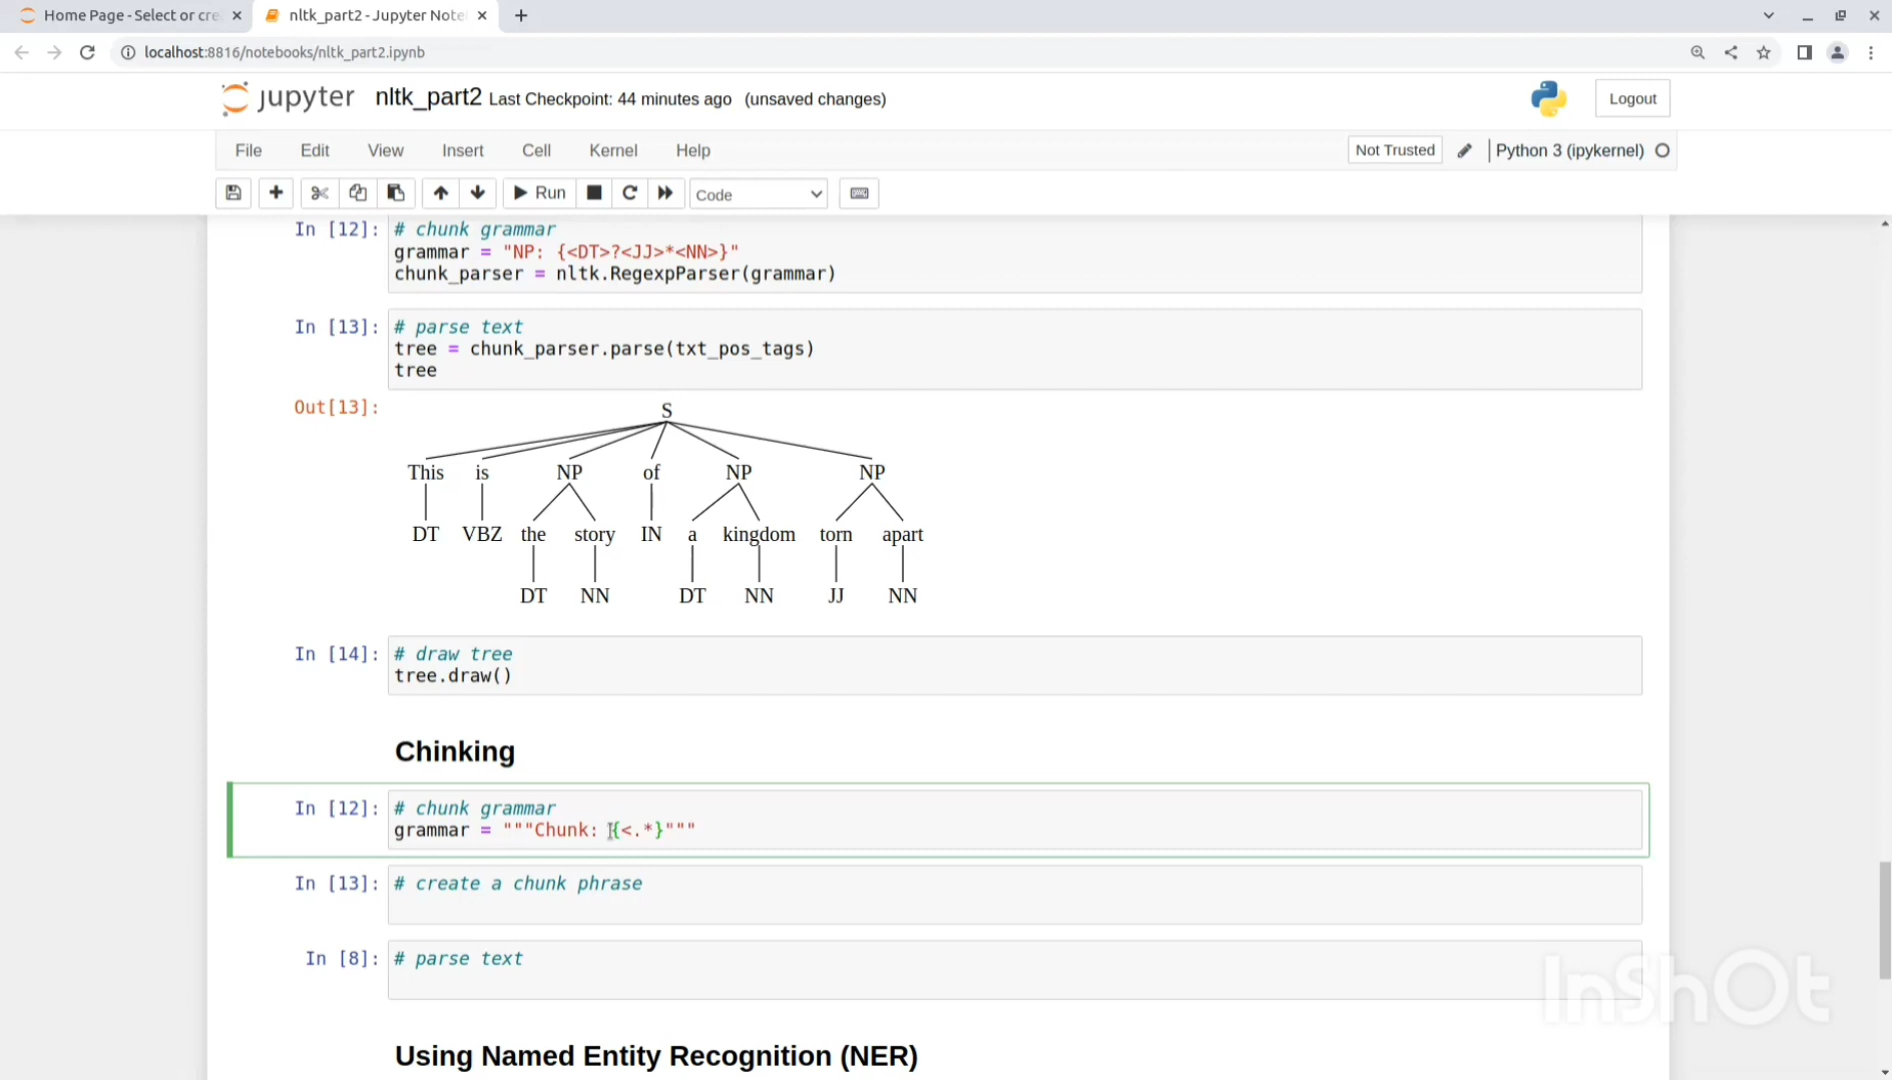 Home Page - Select or cre
nltk_part2 - Jupyter Note
localhost:8816/notebooks/nltk_part2.ipynb
jupyter nltk_part2 Last Checkpoint: 44 minutes ago (unsaved changes)
Logout
File Edit View Insert Cell Kernel Help
Not Trusted
Python 3 (ipykernel)
Run
Code
In [12]: # chunk grammar
grammar = "NP: {<DT>?<JJ>*<NN>}"
chunk_parser = nltk.RegexpParser(grammar)
In [13]: # parse text
tree = chunk_parser.parse(txt_pos_tags)
tree
Out[13]:
S
This is NP of NP NP
DT VBZ the story IN a kingdom torn apart
DT NN DT NN JJ NN
In [14]: # draw tree
tree.draw()
Chinking
In [12]: # chunk grammar
grammar = """Chunk: {<.*}"""
In [13]: # create a chunk phrase
In [8]: # parse text
InShOt
Using Named Entity Recognition (NER)